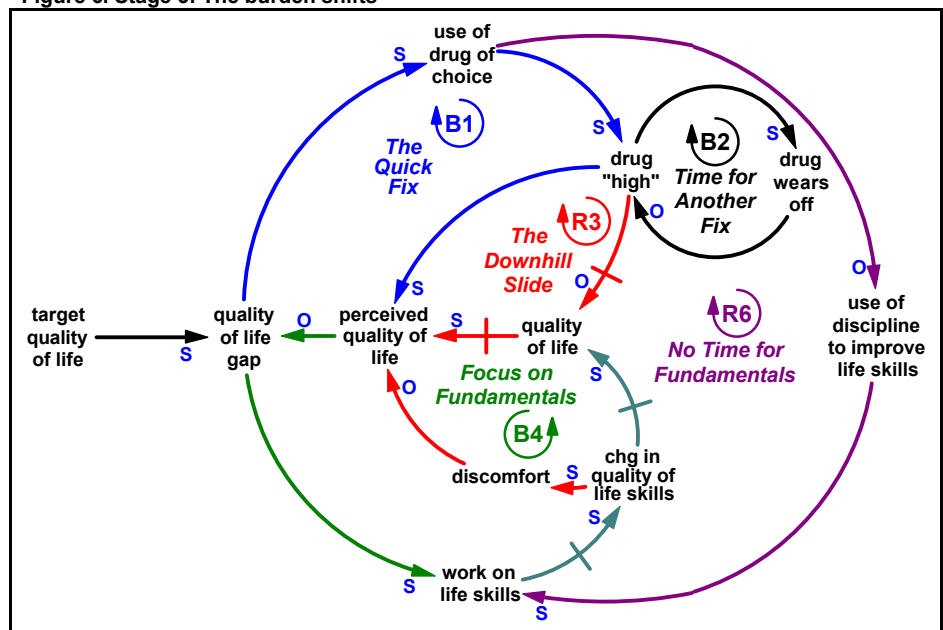 Figure 6. Stage 3: The burden shifts
use of
drug of
choice
S
B1
The
Quick
Fix
S
drug
"high"
B2
Time for
Another
Fix
S
drug
wears
off
O
R3
The
Downhill
Slide
O
S
O
target
quality
of life
S
quality
of life
gap
O
perceived
quality of
life
S
quality
of life
R6
No Time for
Fundamentals
use of
discipline
to improve
life skills
Focus on
Fundamentals
B4
O
S
discomfort
S
chg in
quality of
life skills
S
S
work on
life skills
S